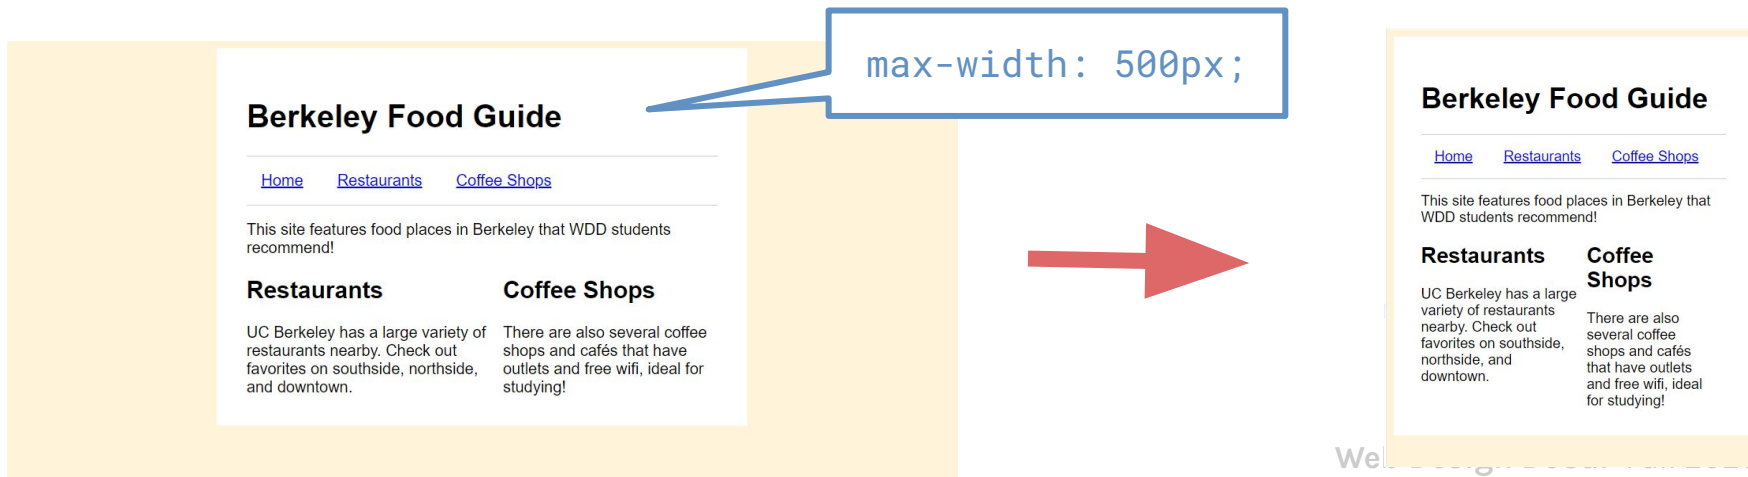 max-width: 500px;
Berkeley Food Guide
Home Restaurants Coffee Shops
This site features food places in Berkeley that WDD students
recommend!
Restaurants
UC Berkeley has a large variety of
restaurants nearby. Check out
favorites on southside, northside,
and downtown.
Coffee Shops
There are also several coffee
shops and cafés that have
outlets and free wifi, ideal for
studying!
Berkeley Food Guide
Home Restaurants Coffee Shops
This site features food places in Berkeley that
WDD students recommend!
Restaurants
UC Berkeley has a large
variety of restaurants
nearby. Check out
favorites on southside,
northside, and
downtown.
Coffee
Shops
There are also
several coffee
shops and cafés
that have outlets
and free wifi, ideal
for studying!